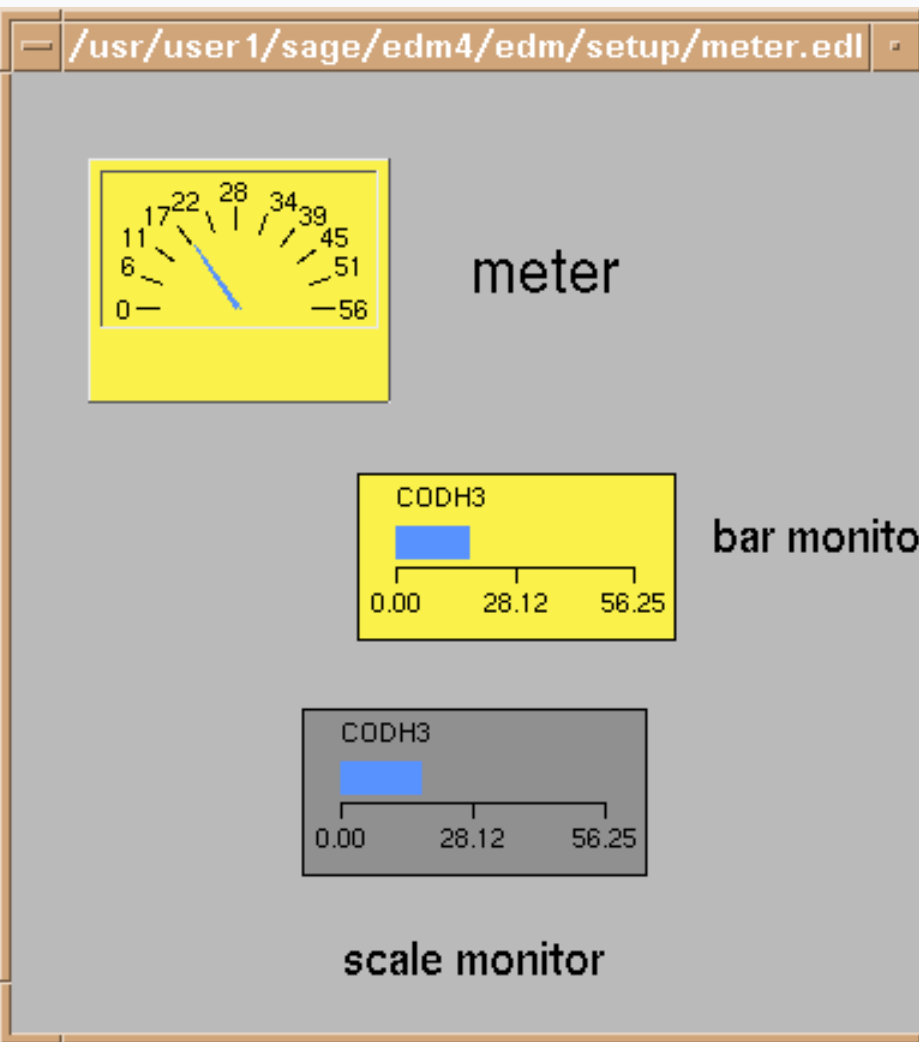 /usr/user1/sage/edm4/edm/setup/meter.edl
0 6 11 17 22 28 34 39 45 51 56
meter
CODH3
0.00 28.12 56.25
bar monito
CODH3
0.00 28.12 56.25
scale monitor